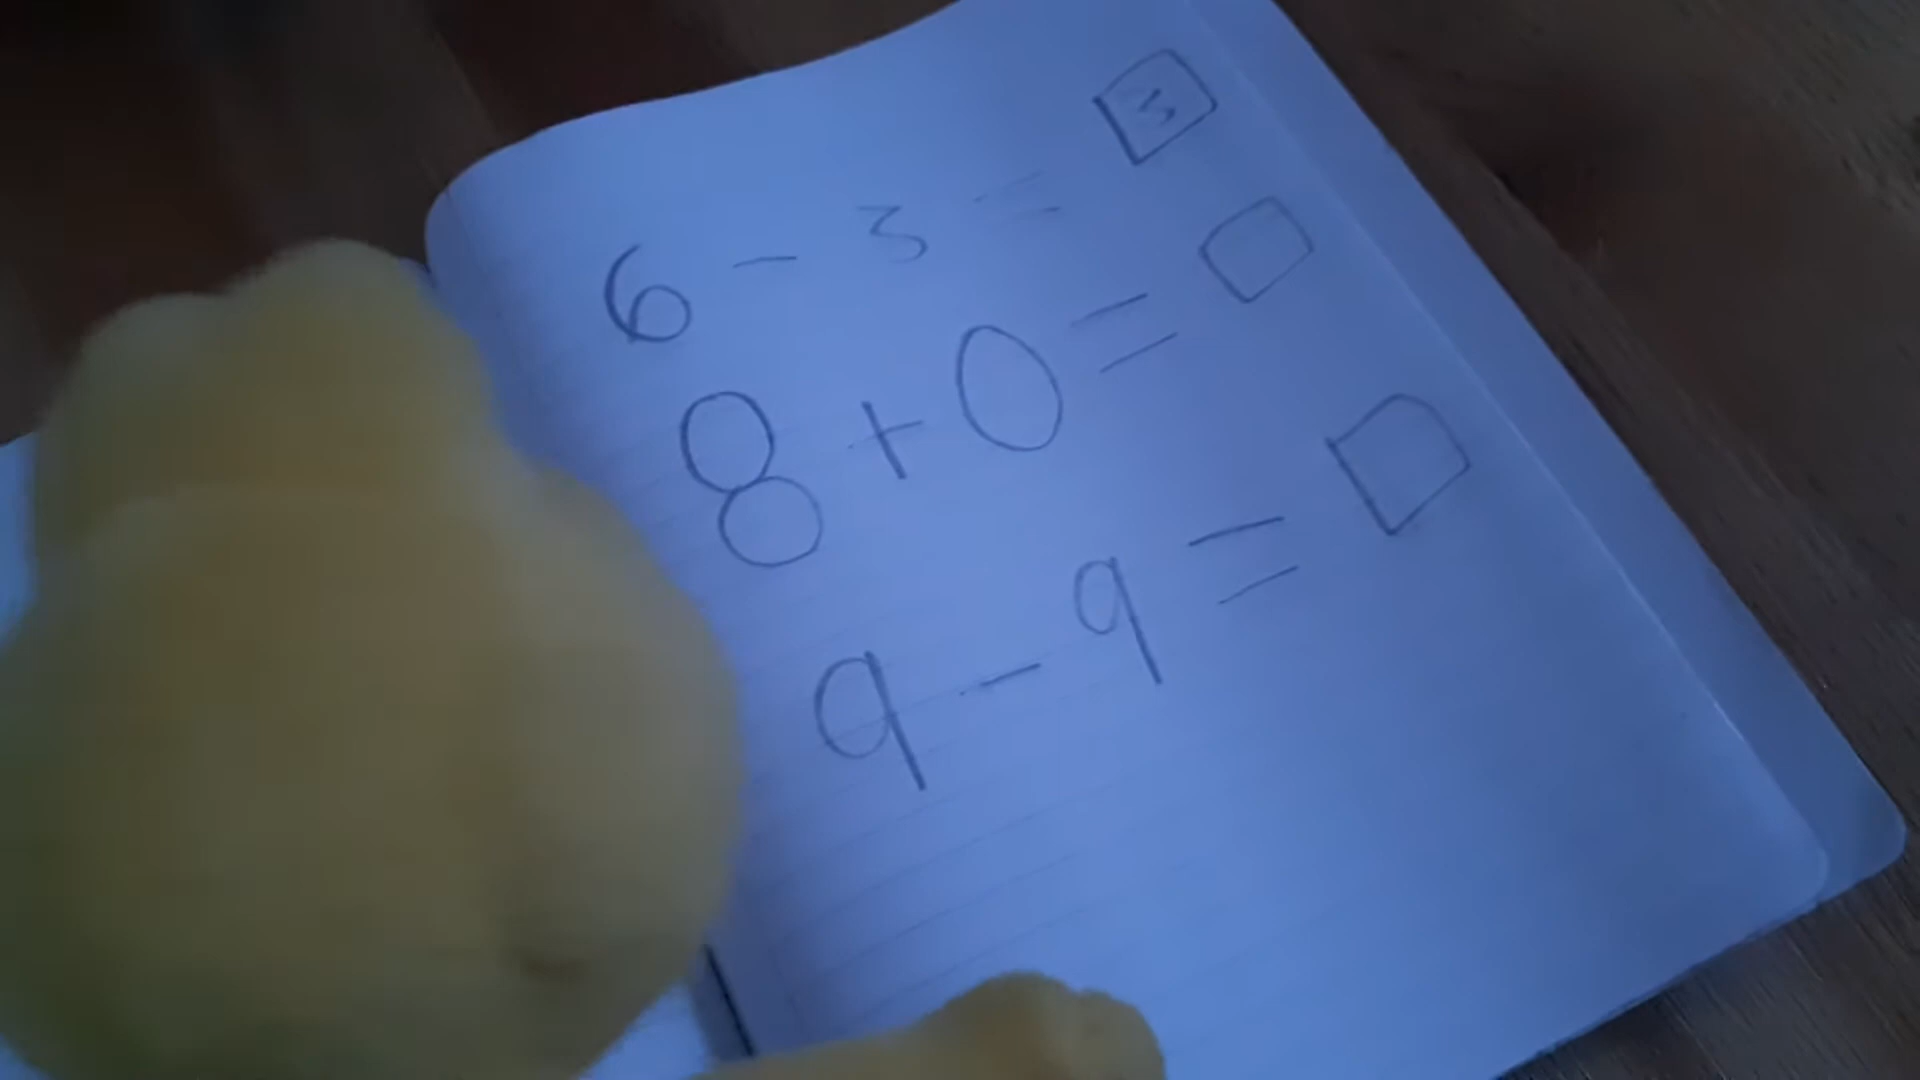 6 - 3 = 3
8 + 0 =
9 - 9 =